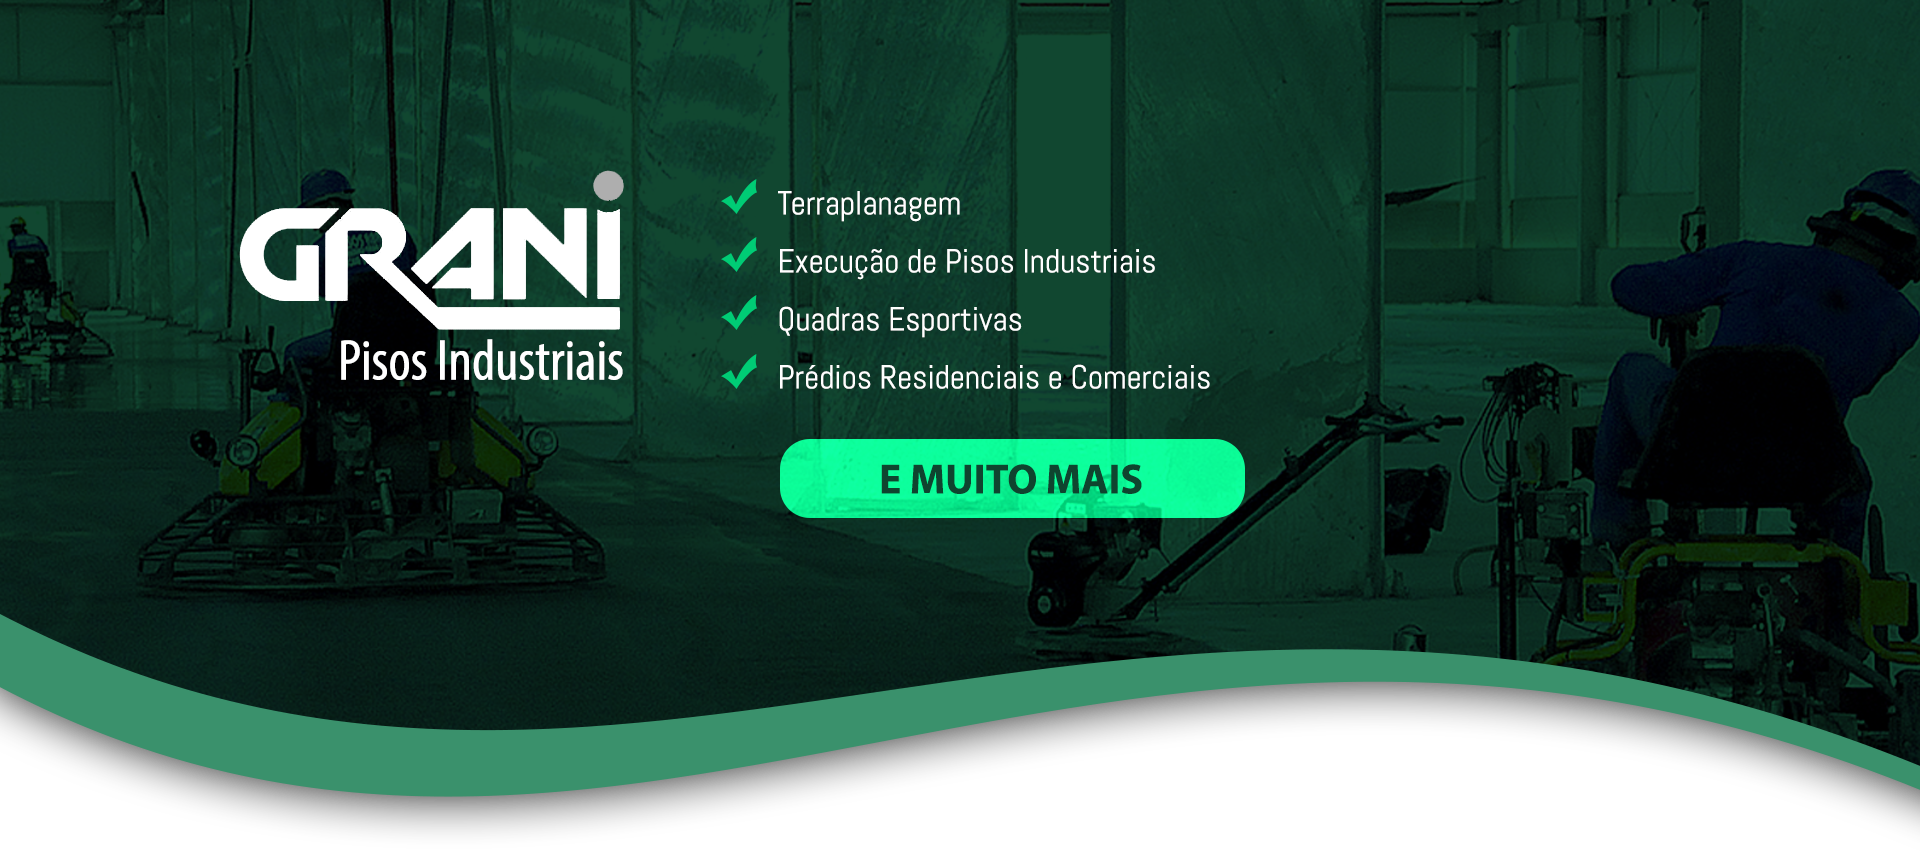 GRANi
Pisos Industriais
Terraplanagem
Execução de Pisos Industriais
Quadras Esportivas
Prédios Residenciais e Comerciais
E MUITO MAIS